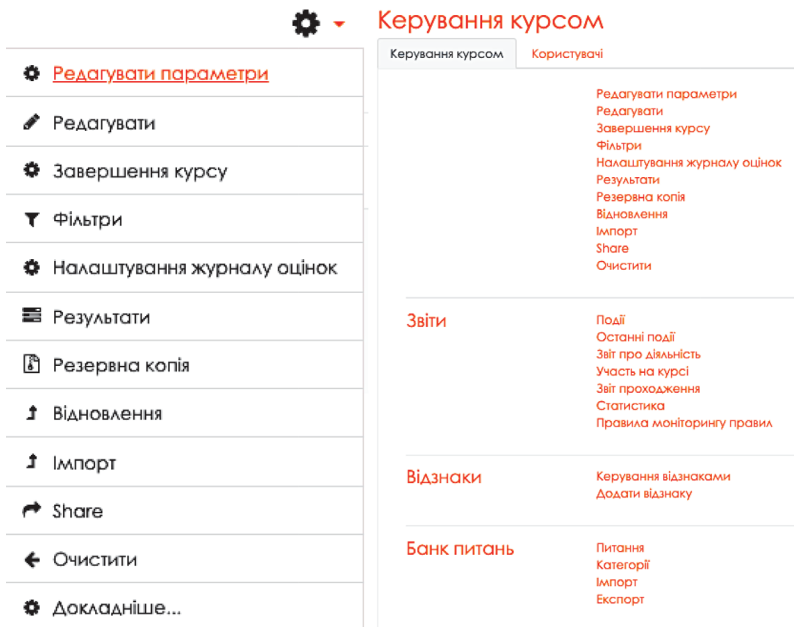 Редагувати параметри
Редагувати
Завершення курсу
Фільтри
Налаштування журналу оцінок
Результати
Резервна копія
Відновлення
Імпорт
Share
Очистити
Докладніше...
Керування курсом
Керування курсом
Користувачі
Редагувати параметри
Редагувати
Завершення курсу
Фільтри
Налаштування журналу оцінок
Результати
Резервна копія
Відновлення
Імпорт
Share
Очистити
Звіти
Події
Останні події
Звіт про діяльність
Участь на курсі
Звіт проходження
Статистика
Правила моніторингу правил
Відзнаки
Керування відзнаками
Додати відзнаку
Банк питань
Питання
Категорії
Імпорт
Експорт